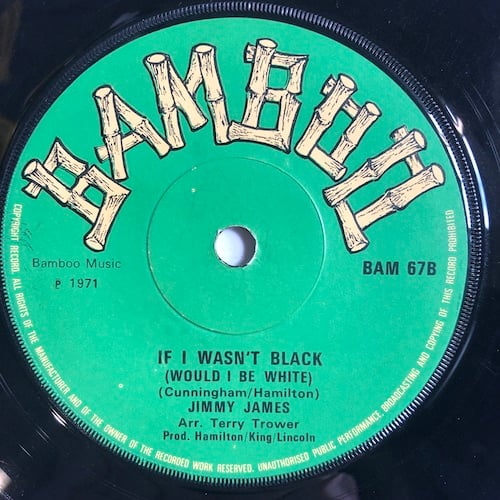 BAMBOO
COPYRIGHT RECORD. ALL RIGHTS OF THE MANUFACTURER AND OF THE OWNER OF THE RECORDED WORK RESERVED. UNAUTHORISED PUBLIC PERFORMANCE, BROADCASTING AND COPYING OF THIS RECORD PROHIBITED
Bamboo Music
℗ 1971
BAM 67B
IF I WASN'T BLACK
(WOULD I BE WHITE)
(Cunningham/Hamilton)
JIMMY JAMES
Arr. Terry Trower
Prod. Hamilton/King/Lincoln